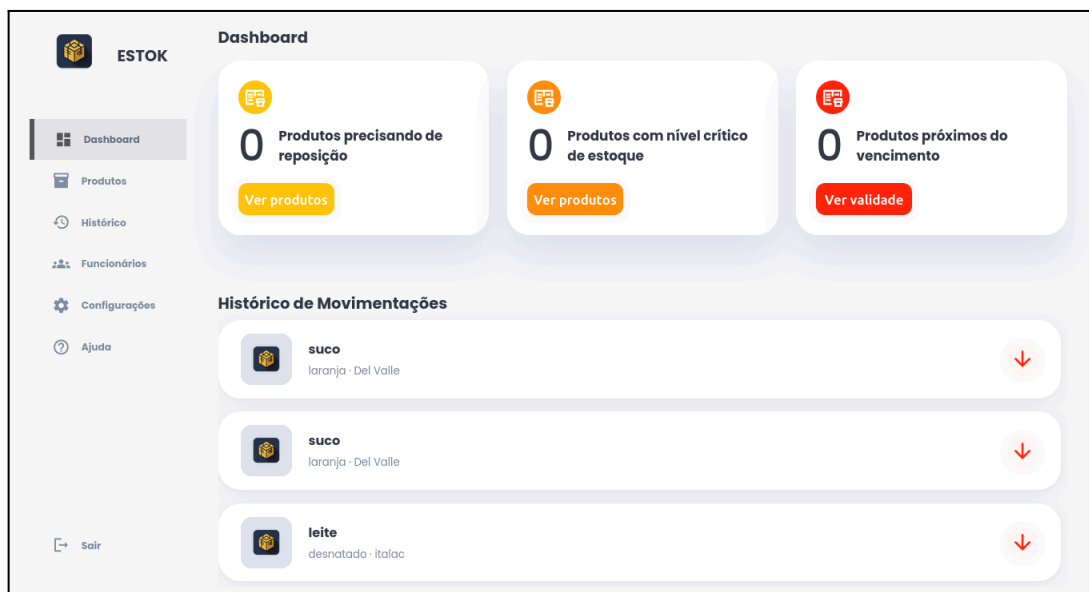 ESTOK
Dashboard
Produtos
Histórico
Funcionários
Configurações
Ajuda
Sair
Dashboard
0
Produtos precisando de
reposição
Ver produtos
0
Produtos com nível crítico
de estoque
Ver produtos
0
Produtos próximos do
vencimento
Ver validade
Histórico de Movimentações
suco
laranja · Del Valle
suco
laranja · Del Valle
leite
desnatado · italac